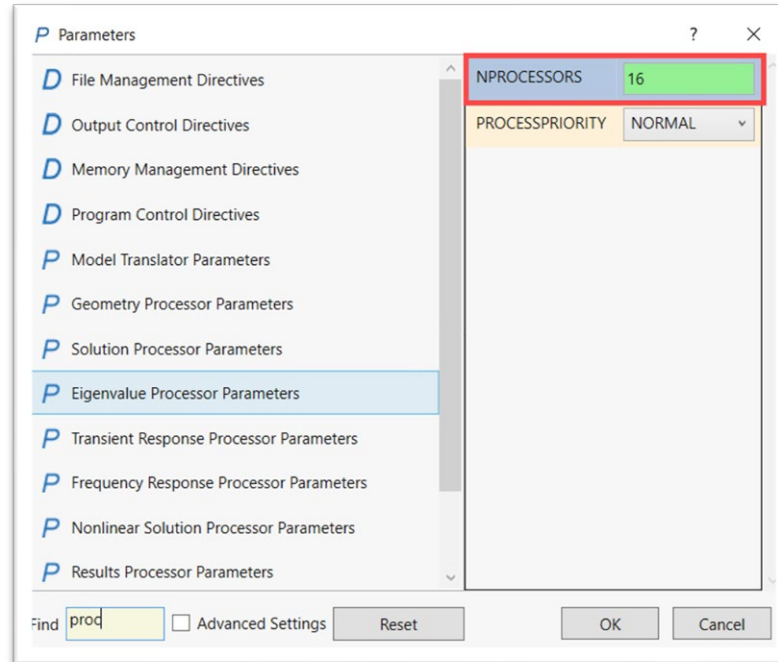 P Parameters ? ×
D File Management Directives
D Output Control Directives
D Memory Management Directives
D Program Control Directives
P Model Translator Parameters
P Geometry Processor Parameters
P Solution Processor Parameters
P Eigenvalue Processor Parameters
P Transient Response Processor Parameters
P Frequency Response Processor Parameters
P Nonlinear Solution Processor Parameters
P Results Processor Parameters
NPROCESSORS 16
PROCESSPRIORITY NORMAL
Find proc Advanced Settings Reset OK Cancel